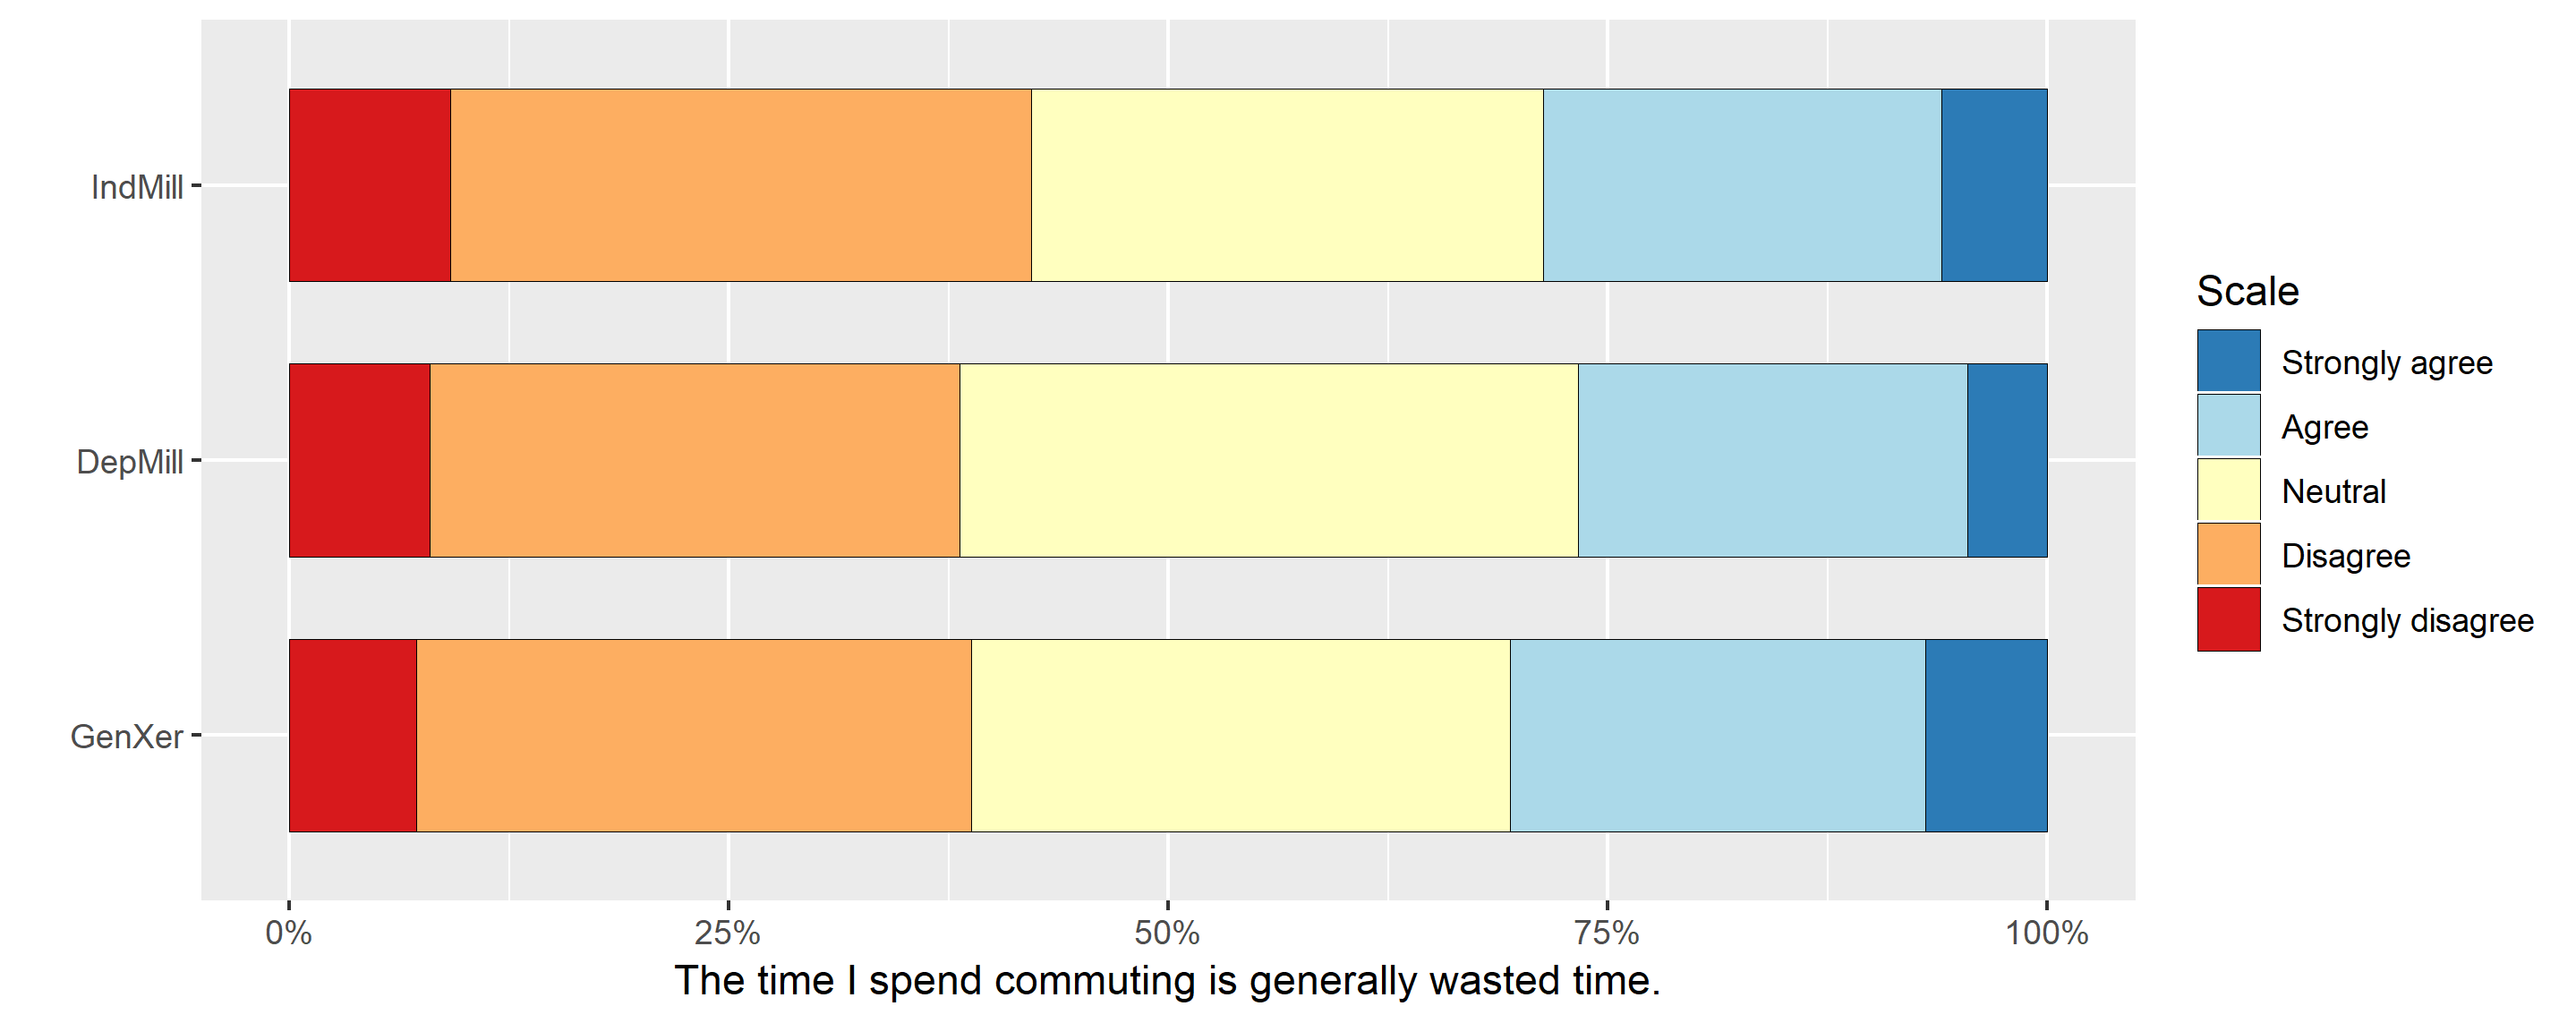 IndMill
DepMill
GenXer
0% 25% 50% 75% 100%
The time I spend commuting is generally wasted time.
Scale
Strongly agree
Agree
Neutral
Disagree
Strongly disagree